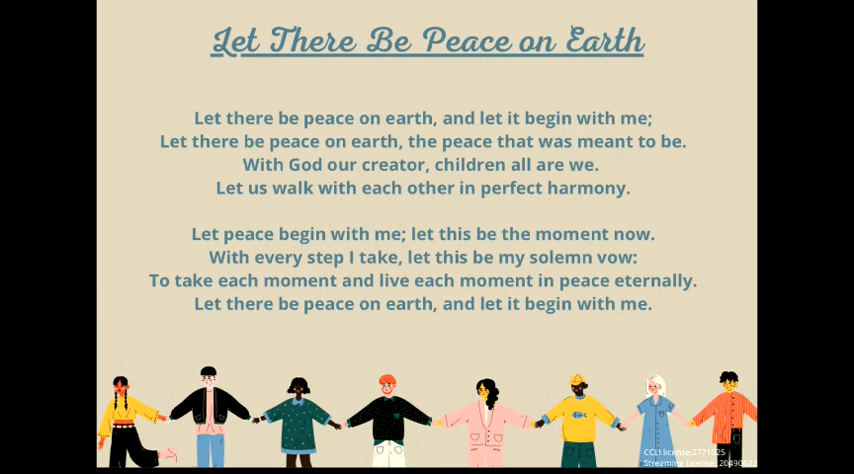 Let There Be Peace on Earth
Let there be peace on earth, and let it begin with me;
Let there be peace on earth, the peace that was meant to be.
With God our creator, children all are we.
Let us walk with each other in perfect harmony.
Let peace begin with me; let this be the moment now.
With every step I take, let this be my solemn vow:
To take each moment and live each moment in peace eternally.
Let there be peace on earth, and let it begin with me.
CCLI license:2771025
Streaming License: